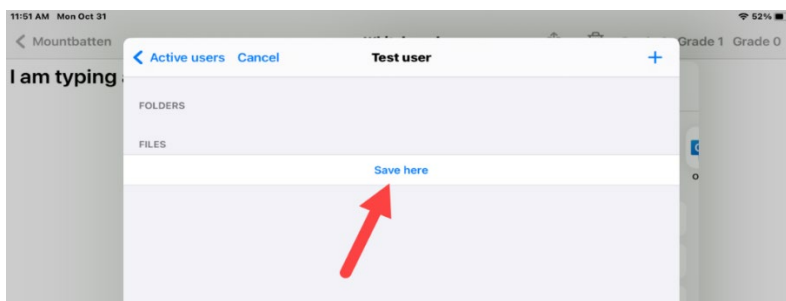 11:51 AM Mon Oct 31 52%
Mountbatten Grade 1 Grade 0
Active users Cancel Test user +
I am typing
FOLDERS
FILES
Save here